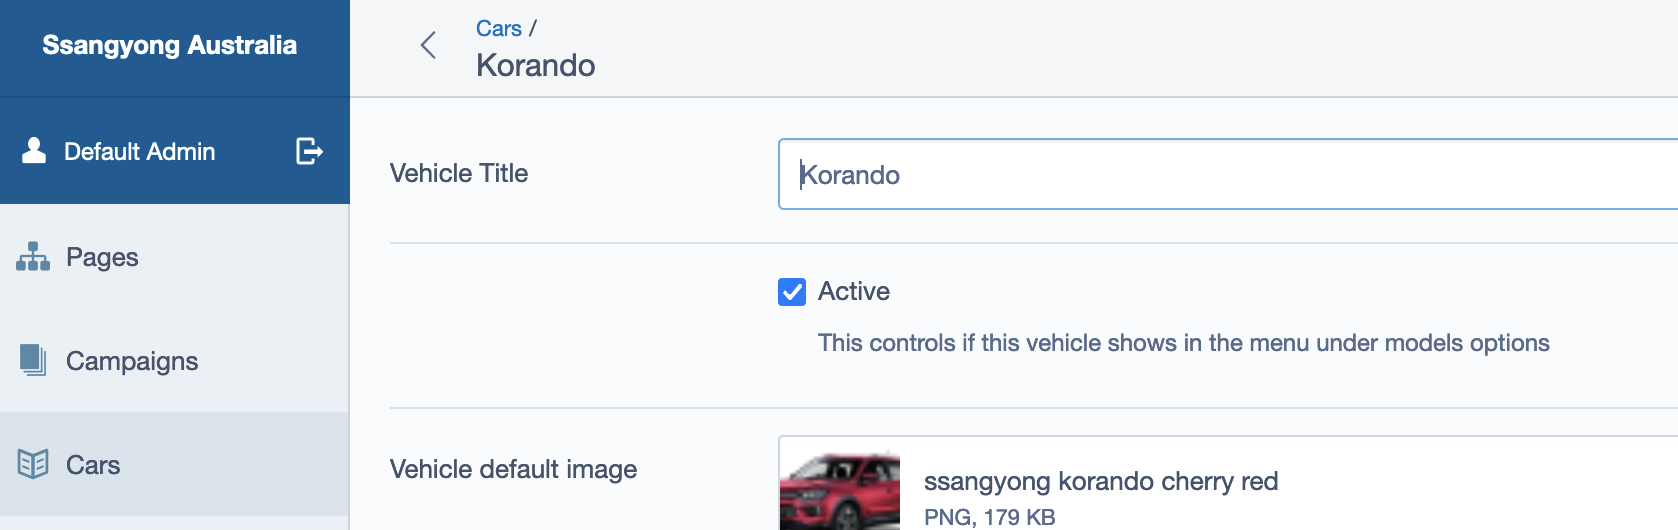 Ssangyong Australia
Cars /
Korando
Default Admin
Vehicle Title
Korando
Pages
Active
This controls if this vehicle shows in the menu under models options
Campaigns
Cars
Vehicle default image
ssangyong korando cherry red
PNG, 179 KB